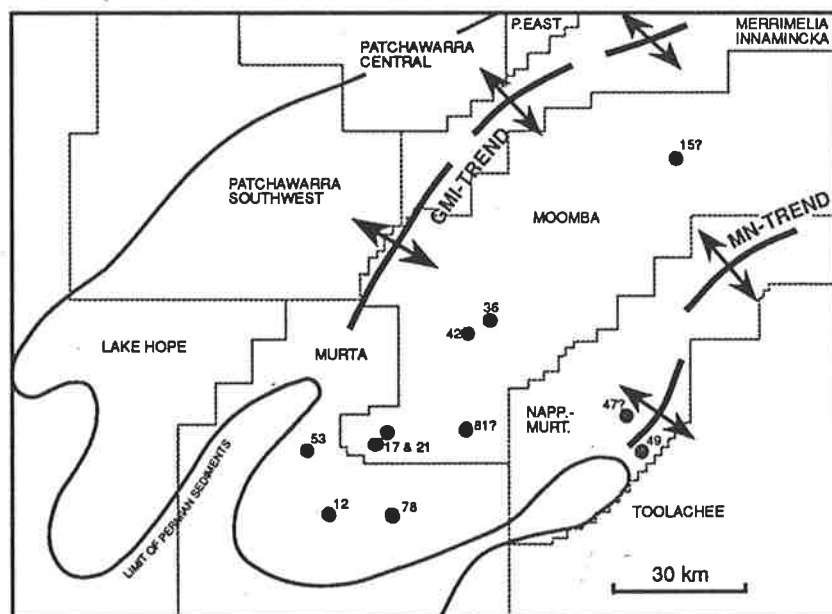 P.EAST
MERRIMELIA
INNAMINCKA
PATCHAWARRA
CENTRAL
15?
PATCHAWARRA
SOUTHWEST
GMI-TREND
MOOMBA
MN-TREND
36
42
LAKE HOPE
MURTA
NAPP.-
MURT.
47?
81?
53
17 & 21
49
LIMIT OF PERMIAN SEDIMENTS
12
78
TOOLACHEE
30 km